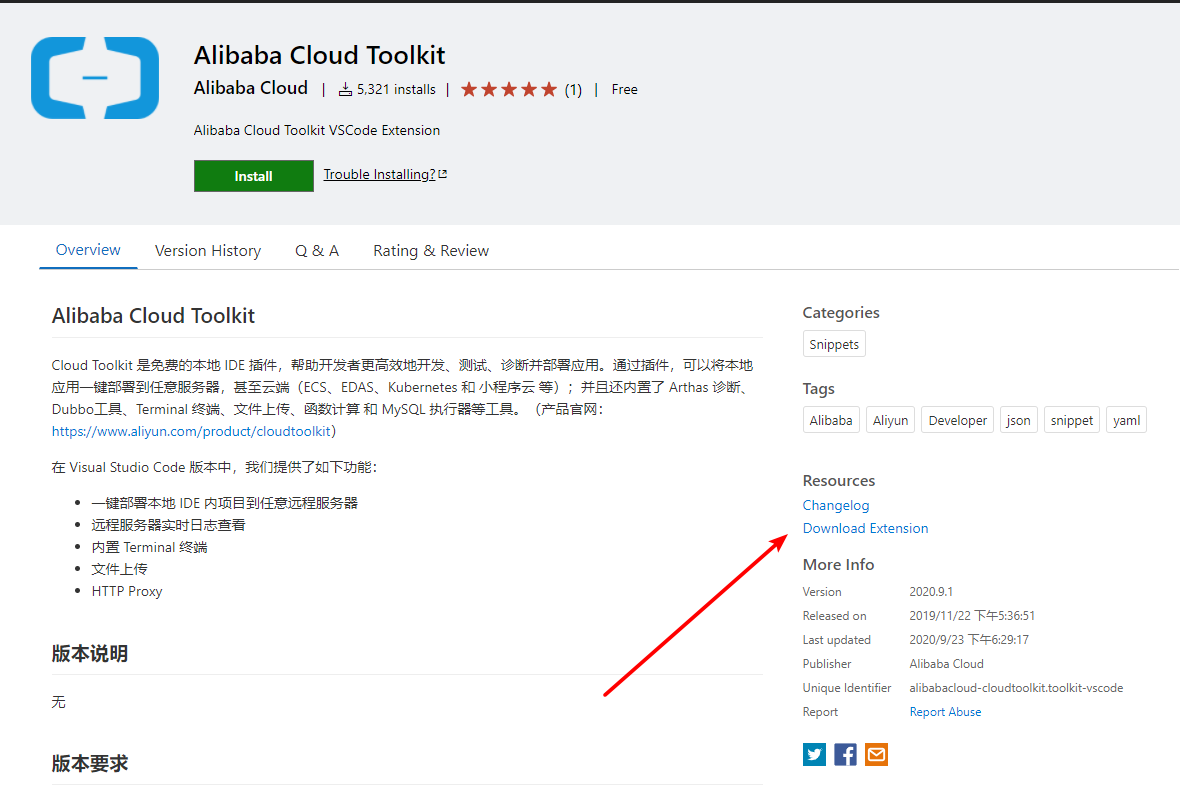 Alibaba Cloud Toolkit
Alibaba Cloud | 5,321 installs | (1) | Free
Alibaba Cloud Toolkit VSCode Extension
Install Trouble Installing?
Overview Version History Q & A Rating & Review
Alibaba Cloud Toolkit
Cloud Toolkit 是免费的本地 IDE 插件，帮助开发者更高效地开发、测试、诊断并部署应用。通过插件，可以将本地
应用一键部署到任意服务器，甚至云端（ECS、EDAS、Kubernetes 和 小程序云 等）；并且还内置了 Arthas 诊断、
Dubbo工具、Terminal 终端、文件上传、函数计算 和 MySQL 执行器等工具。（产品官网：
https://www.aliyun.com/product/cloudtoolkit）
在 Visual Studio Code 版本中，我们提供了如下功能：
一键部署本地 IDE 内项目到任意远程服务器
远程服务器实时日志查看
内置 Terminal 终端
文件上传
HTTP Proxy
版本说明
无
版本要求
Categories
Snippets
Tags
Alibaba Aliyun Developer json snippet yaml
Resources
Changelog
Download Extension
More Info
Version 2020.9.1
Released on 2019/11/22 下午5:36:51
Last updated 2020/9/23 下午6:29:17
Publisher Alibaba Cloud
Unique Identifier alibabacloud-cloudtoolkit.toolkit-vscode
Report Report Abuse